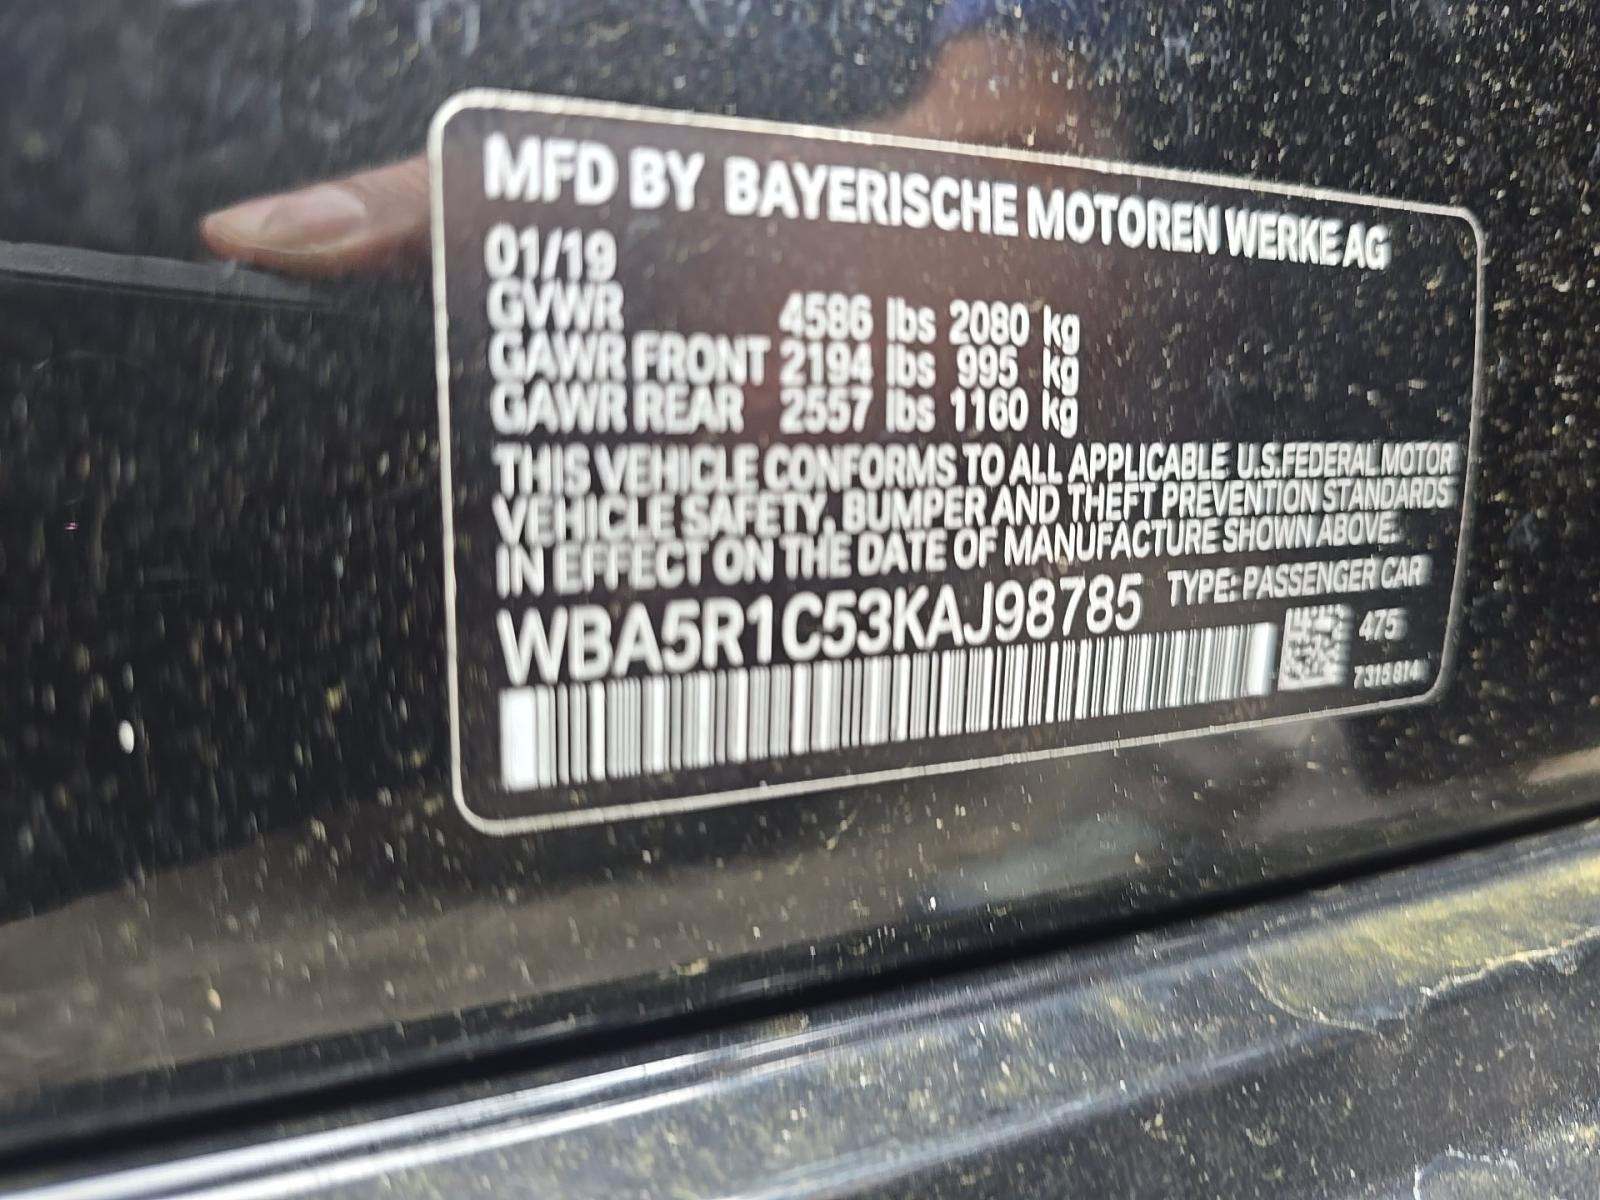 MFD BY BAYERISCHE MOTOREN WERKE AG
01/19
GVWR 4586 lbs 2080 kg
GAWR FRONT 2194 lbs 995 kg
GAWR REAR 2557 lbs 1160 kg
THIS VEHICLE CONFORMS TO ALL APPLICABLE U.S.FEDERAL MOTOR
VEHICLE SAFETY, BUMPER AND THEFT PREVENTION STANDARDS
IN EFFECT ON THE DATE OF MANUFACTURE SHOWN ABOVE.
WBA5R1C53KAJ98785 TYPE: PASSENGER CAR
475
7315814